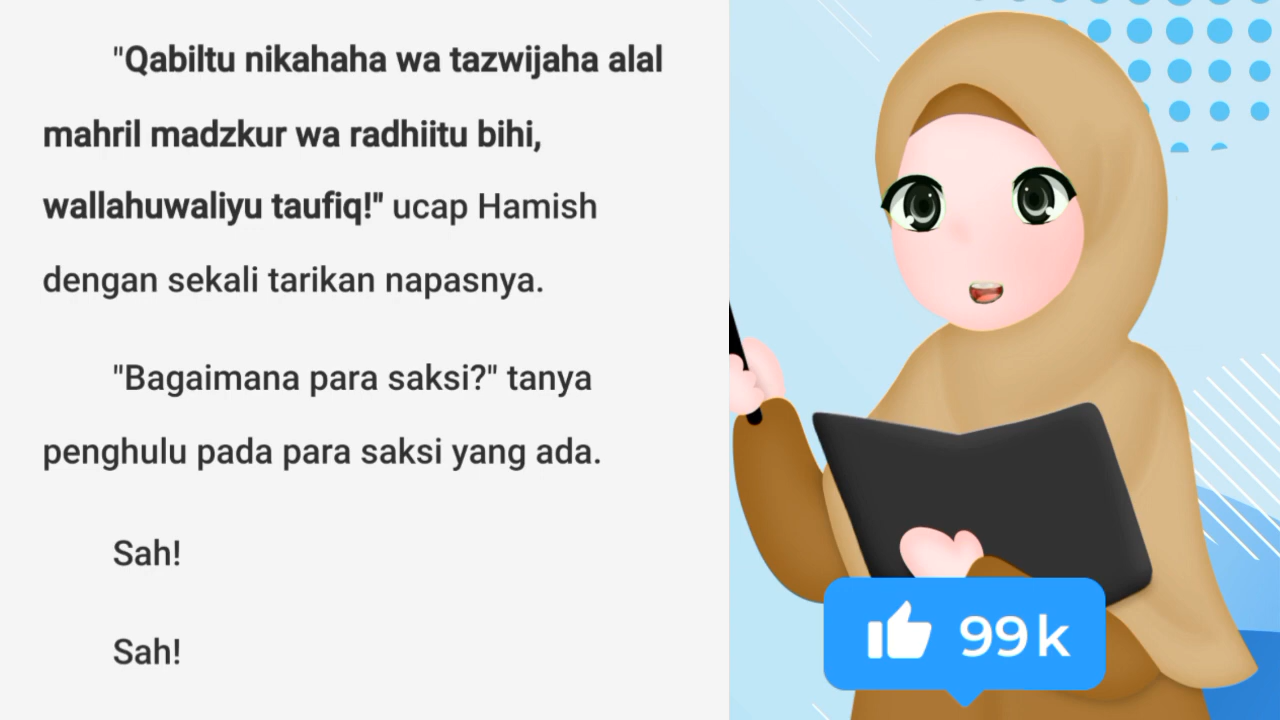 "Qabiltu nikahaha wa tazwijaha alal
mahril madzkur wa radhiitu bihi,
wallahuwaliyu taufiq!" ucap Hamish
dengan sekali tarikan napasnya.
"Bagaimana para saksi?" tanya
penghulu pada para saksi yang ada.
Sah!
Sah!
99k